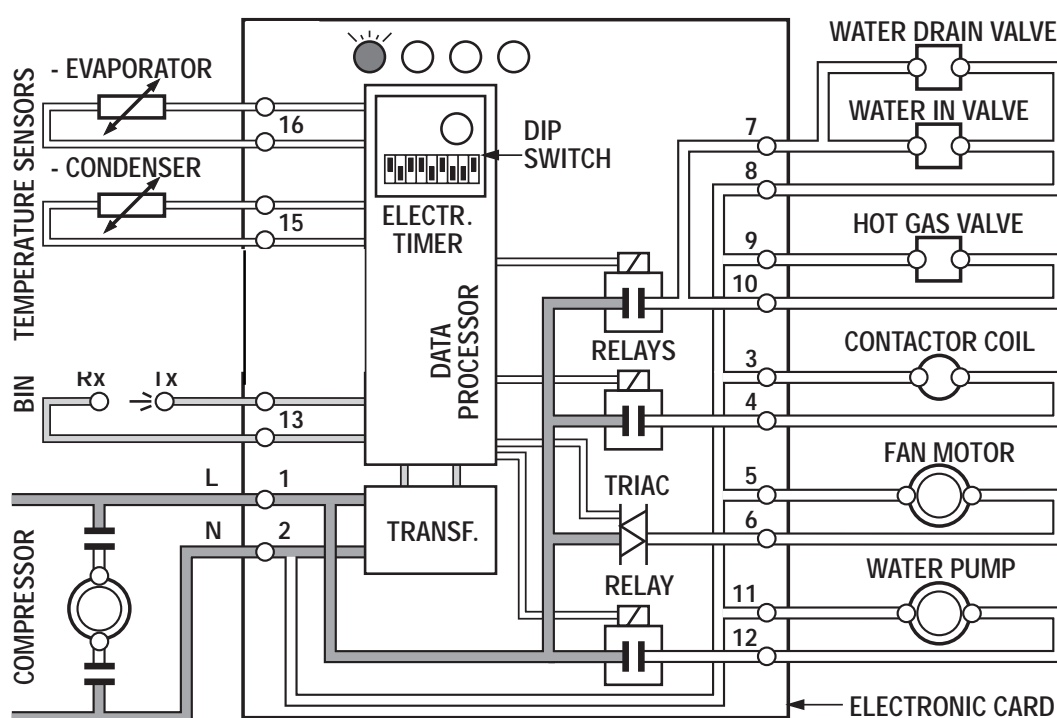 WATER DRAIN VALVE
TEMPERATURE SENSORS
- EVAPORATOR
16
- CONDENSER
15
DIP
SWITCH
ELECTR.
TIMER
DATA
PROCESSOR
WATER IN VALVE
7
8
HOT GAS VALVE
9
10
RELAYS
CONTACTOR COIL
3
4
BIN
Rx
Tx
13
FAN MOTOR
5
6
TRIAC
L
1
N
2
TRANSF.
COMPRESSOR
RELAY
WATER PUMP
11
12
ELECTRONIC CARD